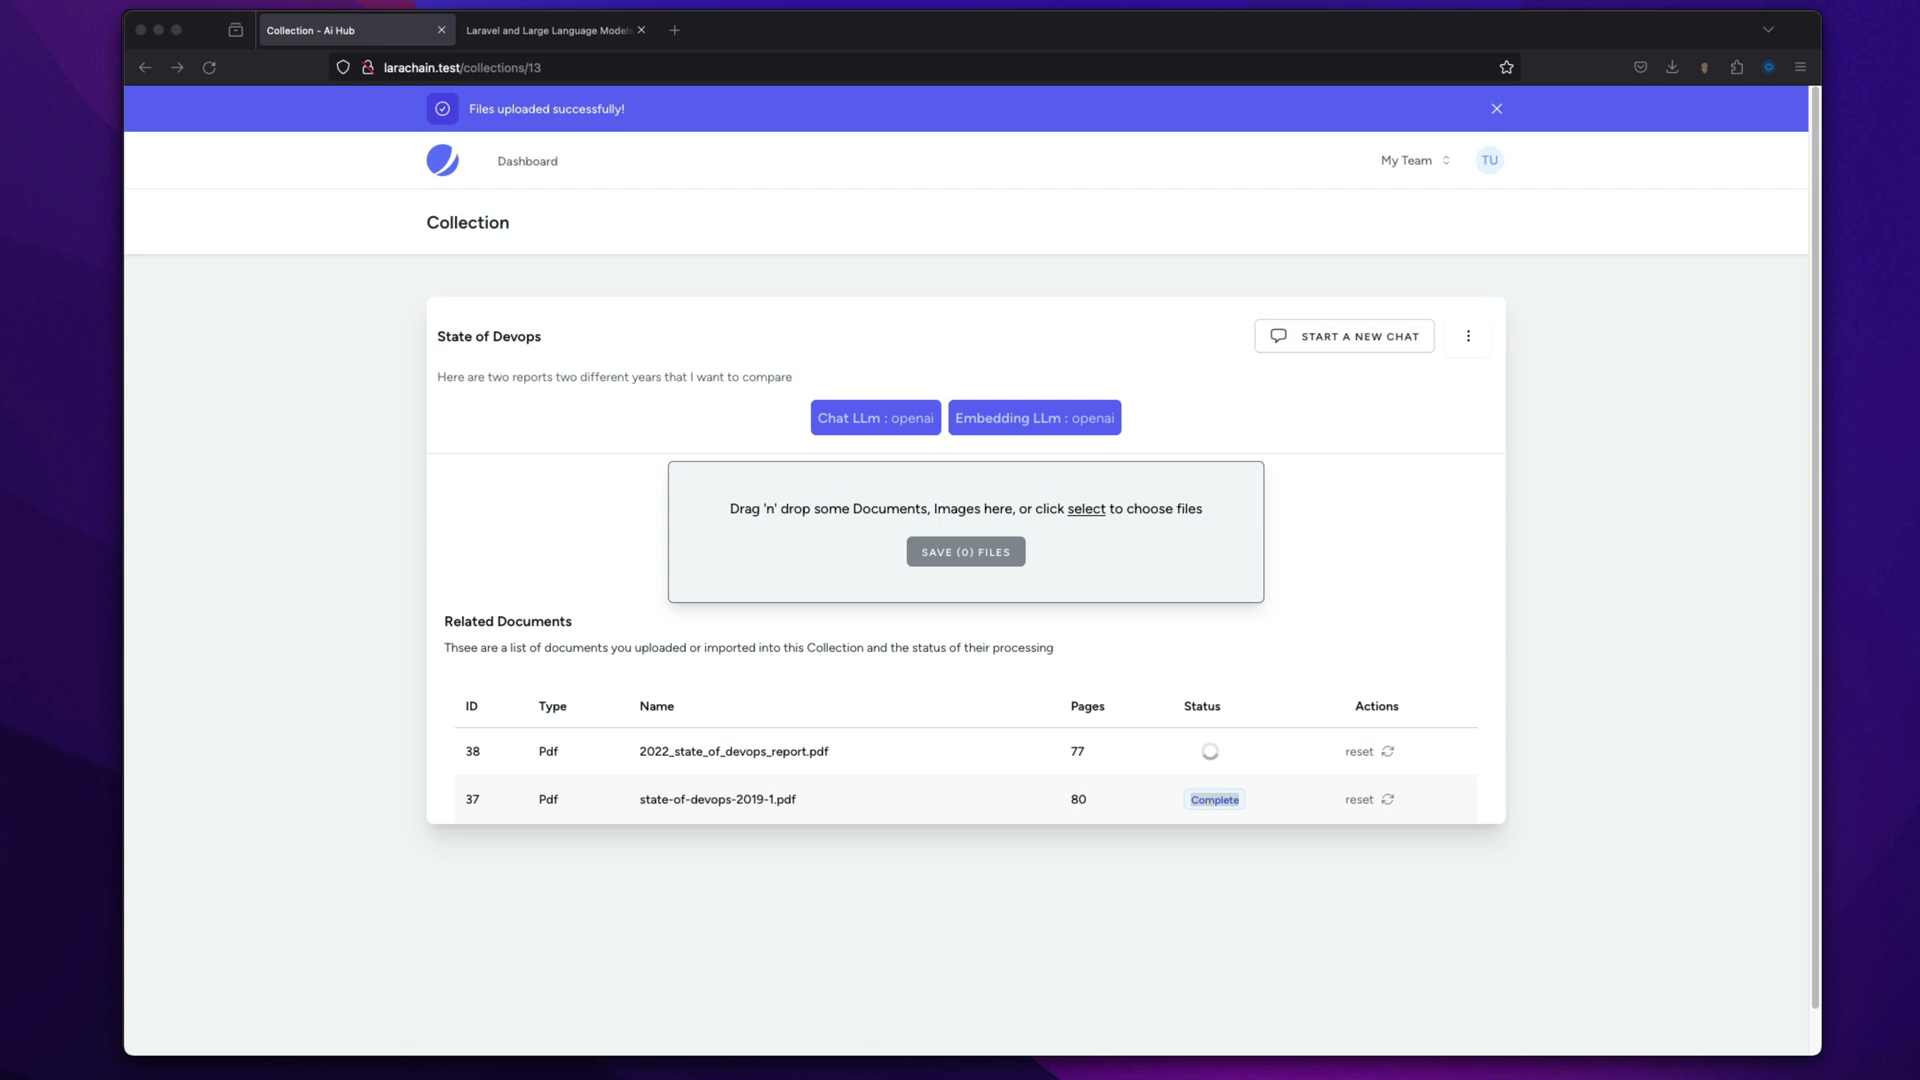 Collection - Ai Hub
Laravel and Large Language Models
larachain.test/collections/13
Files uploaded successfully!
Dashboard
My Team
TU
Collection
State of Devops
START A NEW CHAT
Here are two reports two different years that I want to compare
Chat LLm : openai
Embedding LLm : openai
Drag 'n' drop some Documents, Images here, or click select to choose files
SAVE (0) FILES
Related Documents
Thsee are a list of documents you uploaded or imported into this Collection and the status of their processing
ID Type Name Pages Status Actions
38 Pdf 2022_state_of_devops_report.pdf 77 reset
37 Pdf state-of-devops-2019-1.pdf 80 Complete reset